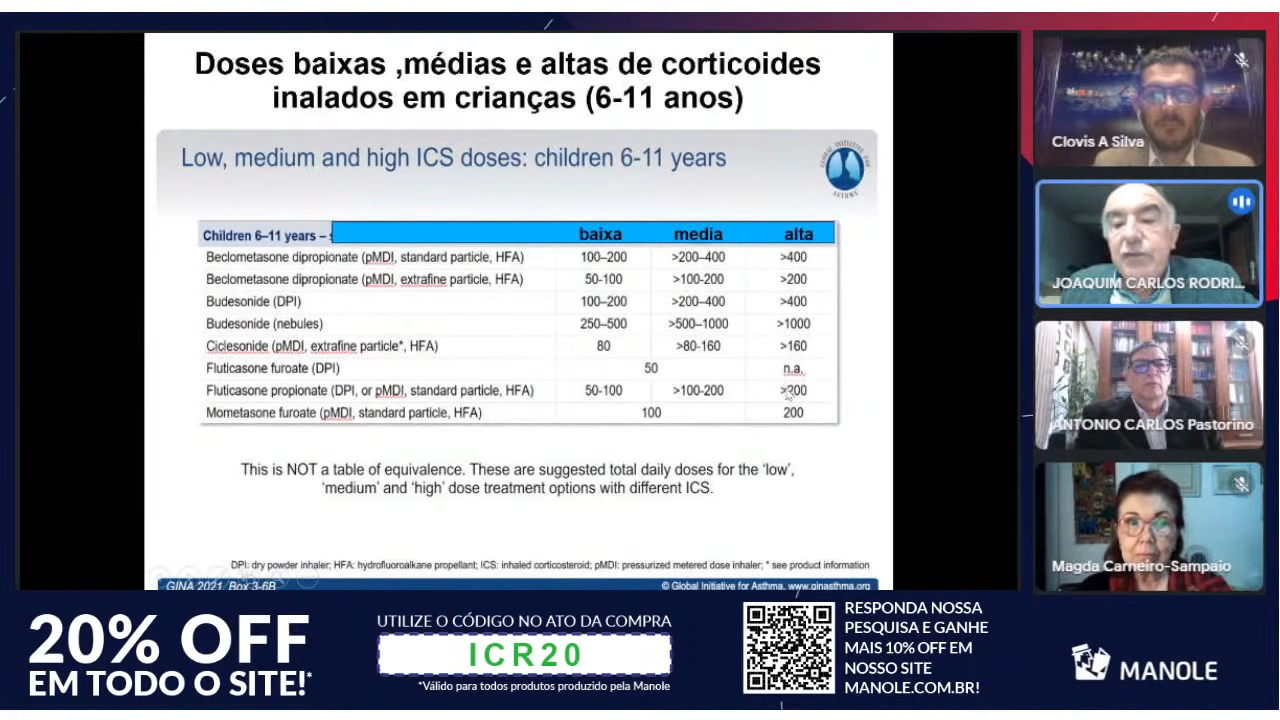 Doses baixas ,médias e altas de corticoides
inalados em crianças (6-11 anos)
Low, medium and high ICS doses: children 6-11 years
GLOBAL INITIATIVE FOR ASTHMA
Children 6–11 years – baixa media alta
Beclometasone dipropionate (pMDI, standard particle, HFA) 100–200 >200–400 >400
Beclometasone dipropionate (pMDI, extrafine particle, HFA) 50-100 >100-200 >200
Budesonide (DPI) 100–200 >200–400 >400
Budesonide (nebules) 250–500 >500–1000 >1000
Ciclesonide (pMDI, extrafine particle*, HFA) 80 >80-160 >160
Fluticasone furoate (DPI) 50 n.a,
Fluticasone propionate (DPI, or pMDI, standard particle, HFA) 50-100 >100-200 >200
Mometasone furoate (pMDI, standard particle, HFA) 100 200
This is NOT a table of equivalence. These are suggested total daily doses for the 'low',
'medium' and 'high' dose treatment options with different ICS.
DPI: dry powder inhaler; HFA: hydrofluoroalkane propellant; ICS: inhaled corticosteroid; pMDI: pressurized metered dose inhaler; * see product information
GINA 2021, Box 3-6B
© Global Initiative for Asthma, www.ginasthma.org
Clovis A Silva
JOAQUIM CARLOS RODRI...
ANTONIO CARLOS Pastorino
Magda Carneiro-Sampaio
20% OFF
EM TODO O SITE!*
UTILIZE O CÓDIGO NO ATO DA COMPRA
ICR20
*Válido para todos produtos produzido pela Manole
RESPONDA NOSSA
PESQUISA E GANHE
MAIS 10% OFF EM
NOSSO SITE
MANOLE.COM.BR!
MANOLE